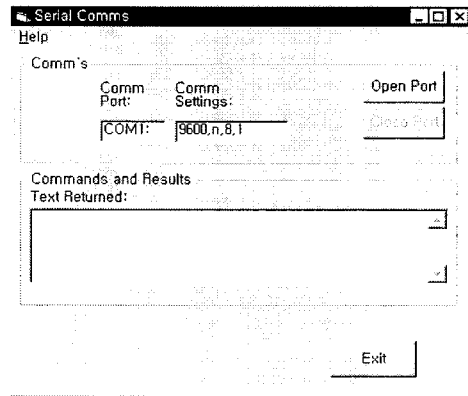 Serial Comms
Help
Comm's
Comm Port:
Comm Settings:
Open Port
COM1:
9600,n,8,1
Close Port
Commands and Results
Text Returned:
Exit